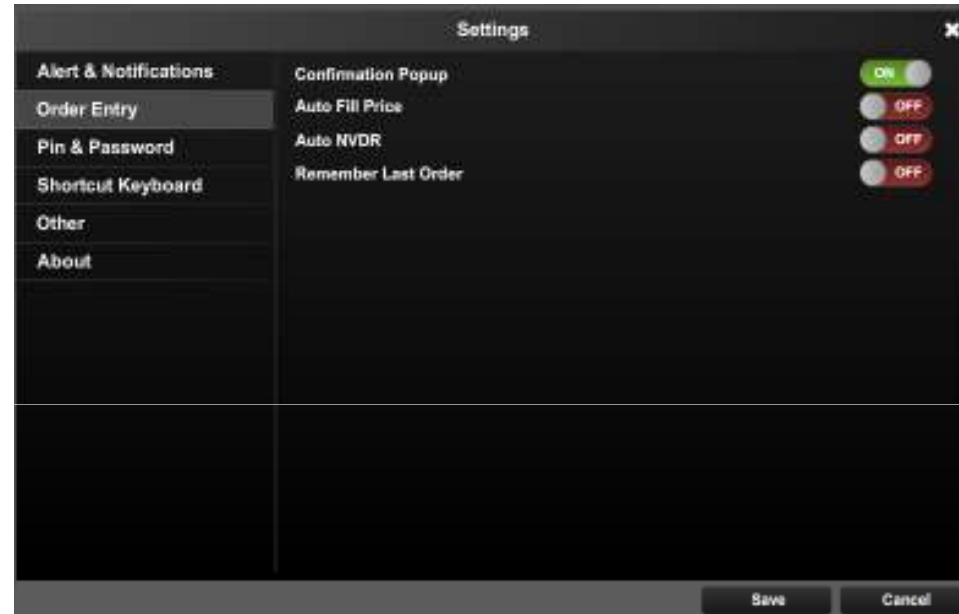 Settings
Alert & Notifications
Order Entry
Pin & Password
Shortcut Keyboard
Other
About
Confirmation Popup ON
Auto Fill Price OFF
Auto NVDR OFF
Remember Last Order OFF
Save Cancel